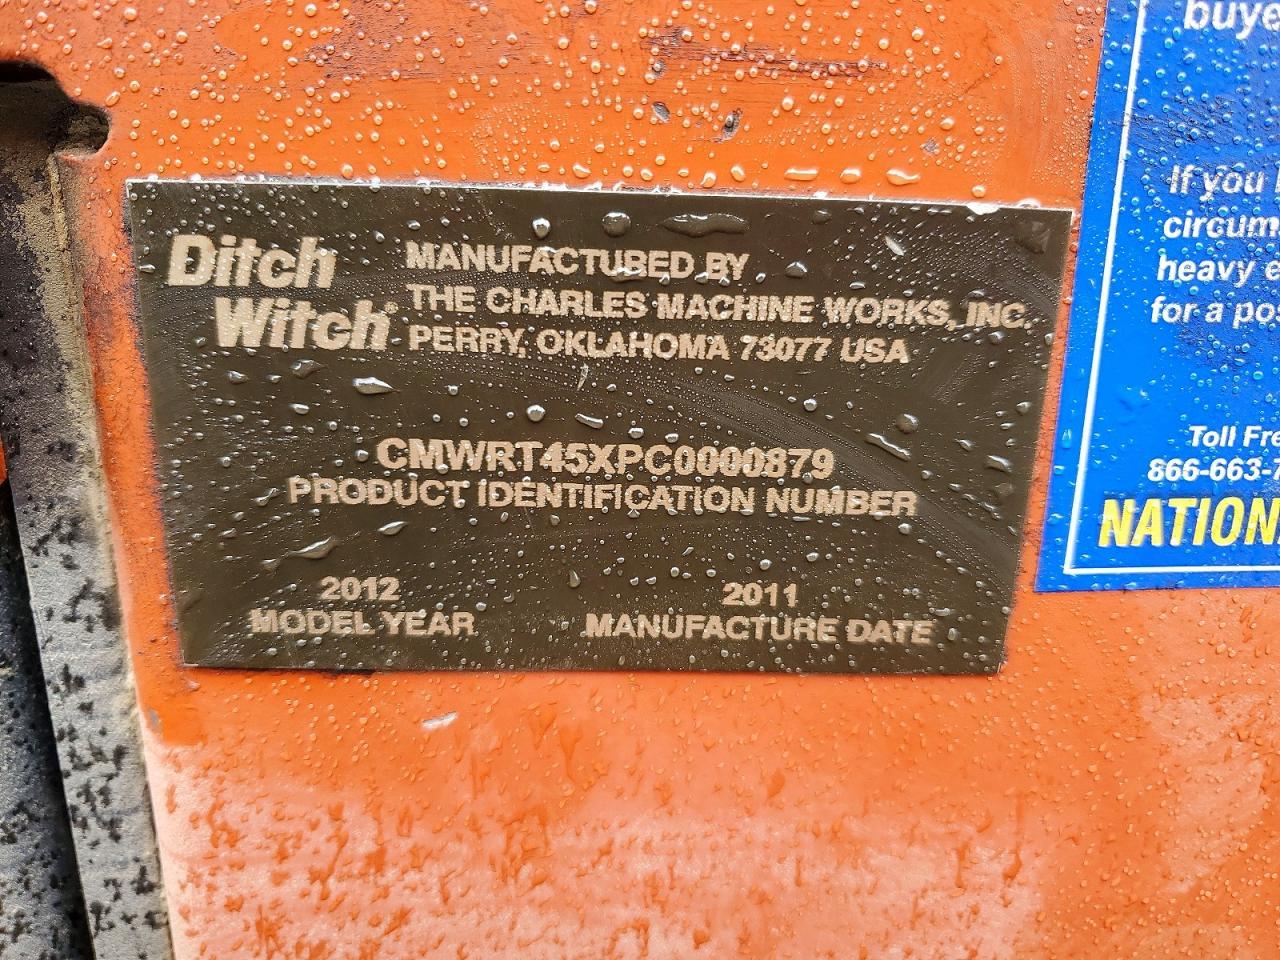 Ditch
Witch®
MANUFACTURED BY
THE CHARLES MACHINE WORKS, INC.
PERRY, OKLAHOMA 73077 USA
CMWRT45XPC0000879
PRODUCT IDENTIFICATION NUMBER
2012
MODEL YEAR
2011
MANUFACTURE DATE
buye
If you
circum
heavy e
for a pos
Toll Fre
866-663-7
NATION